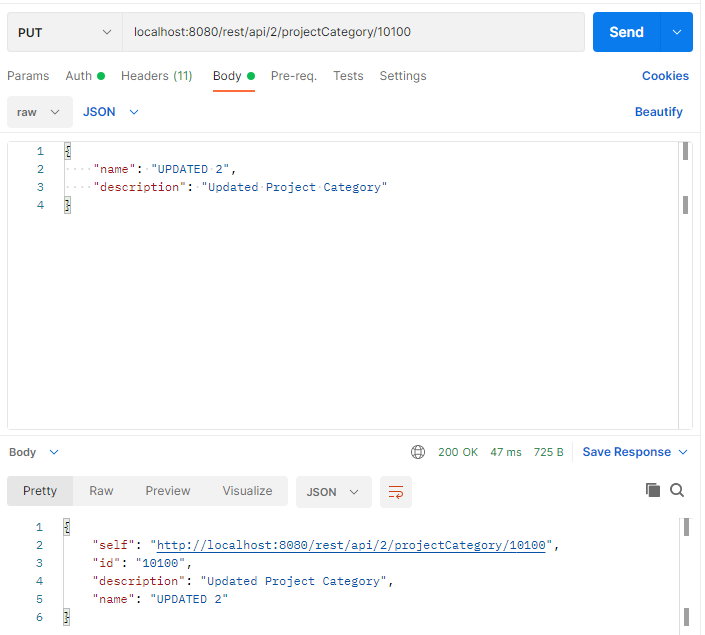 PUT localhost:8080/rest/api/2/projectCategory/10100 Send
Params Auth Headers (11) Body Pre-req. Tests Settings Cookies
raw JSON Beautify
1 {
2 "name": "UPDATED 2",
3 "description": "Updated Project Category"
4 }
Body 200 OK 47 ms 725 B Save Response
Pretty Raw Preview Visualize JSON
1 {
2 "self": "http://localhost:8080/rest/api/2/projectCategory/10100",
3 "id": "10100",
4 "description": "Updated Project Category",
5 "name": "UPDATED 2"
6 }